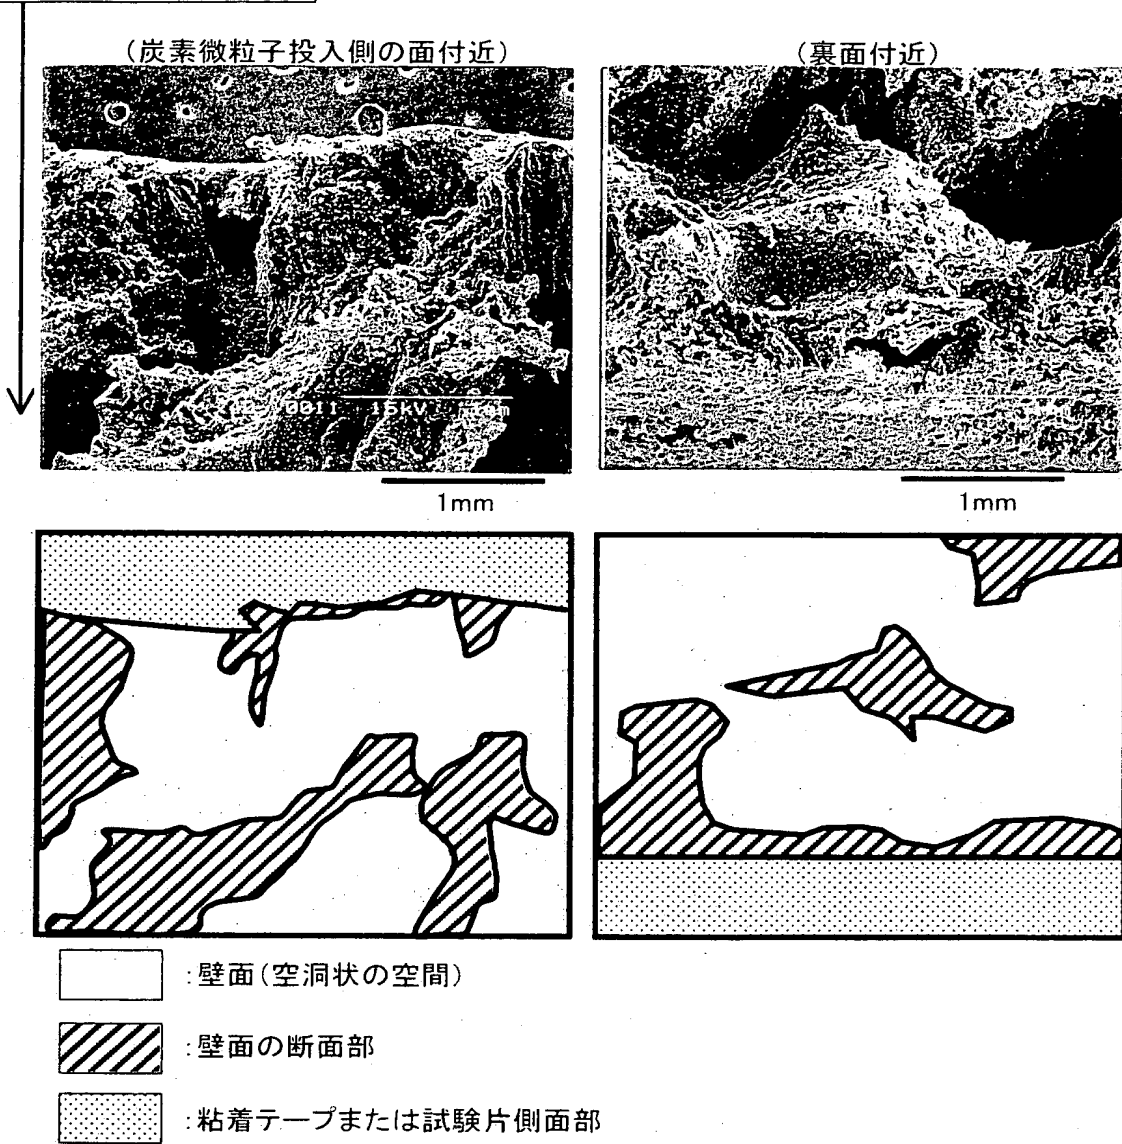 (炭素微粒子投入側の面付近)
(裏面付近)
15kV
1mm
1mm
:壁面(空洞状の空間)
:壁面の断面部
:粘着テープまたは試験片側面部